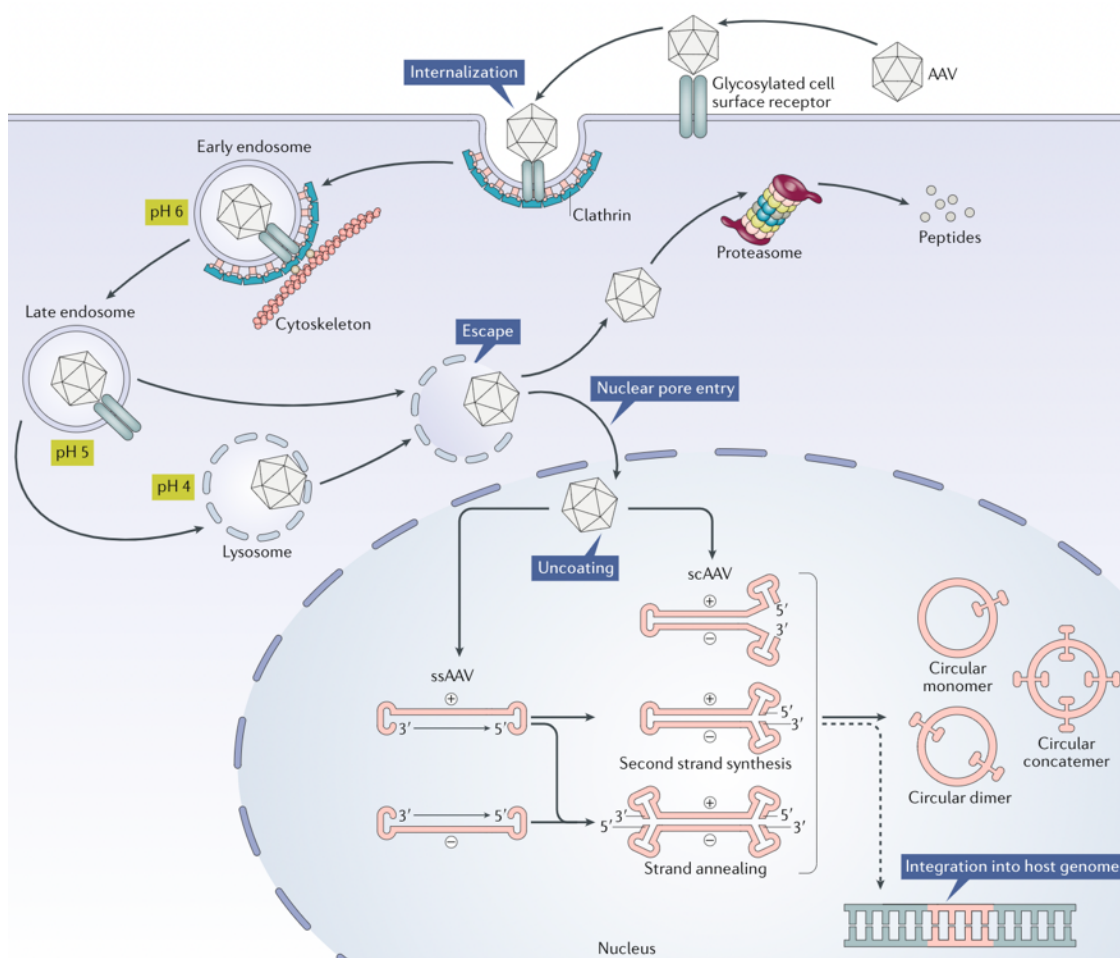 Internalization
AAV
Glycosylated cell
surface receptor
Early endosome
pH 6
Clathrin
Proteasome
Peptides
Late endosome
Cytoskeleton
Escape
Nuclear pore entry
pH 5
pH 4
Lysosome
Uncoating
scAAV
+
5′
3′
−
ssAAV
+
3′ 5′
+
5′
3′
−
Second strand synthesis
Circular
monomer
Circular
concatemer
Circular dimer
3′ 5′
−
3′ + 5′
5′ − 3′
Strand annealing
Integration into host genome
Nucleus